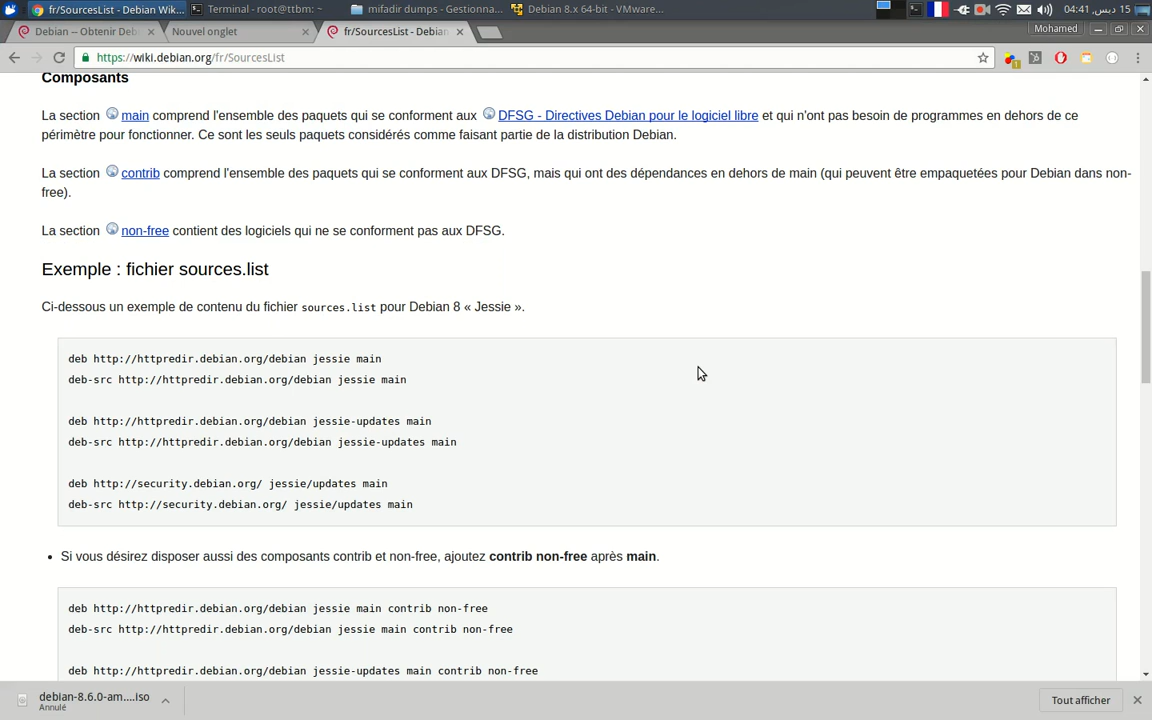 fr/SourcesList - Debian Wik...
Terminal - root@ttbm: ~
mifadir dumps - Gestionna...
Debian 8.x 64-bit - VMware...
15 ديس, 04:41
Debian -- Obtenir Deb
Nouvel onglet
fr/SourcesList - Debian
Mohamed
https://wiki.debian.org/fr/SourcesList
Composants
La section main comprend l'ensemble des paquets qui se conforment aux DFSG - Directives Debian pour le logiciel libre et qui n'ont pas besoin de programmes en dehors de ce
périmètre pour fonctionner. Ce sont les seuls paquets considérés comme faisant partie de la distribution Debian.
La section contrib comprend l'ensemble des paquets qui se conforment aux DFSG, mais qui ont des dépendances en dehors de main (qui peuvent être empaquetées pour Debian dans non-
free).
La section non-free contient des logiciels qui ne se conforment pas aux DFSG.
Exemple : fichier sources.list
Ci-dessous un exemple de contenu du fichier sources.list pour Debian 8 « Jessie ».
deb http://httpredir.debian.org/debian jessie main
deb-src http://httpredir.debian.org/debian jessie main
deb http://httpredir.debian.org/debian jessie-updates main
deb-src http://httpredir.debian.org/debian jessie-updates main
deb http://security.debian.org/ jessie/updates main
deb-src http://security.debian.org/ jessie/updates main
• Si vous désirez disposer aussi des composants contrib et non-free, ajoutez contrib non-free après main.
deb http://httpredir.debian.org/debian jessie main contrib non-free
deb-src http://httpredir.debian.org/debian jessie main contrib non-free
deb http://httpredir.debian.org/debian jessie-updates main contrib non-free
debian-8.6.0-am....iso
Annulé
Tout afficher